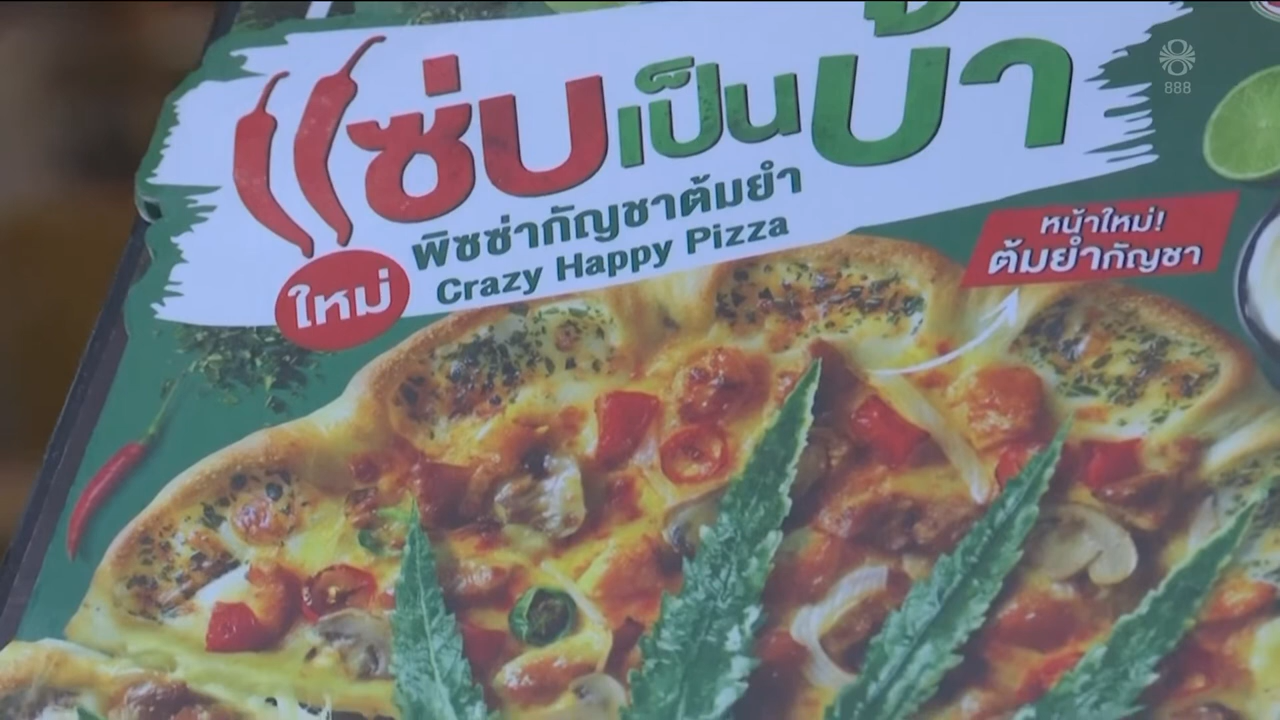 แซ่บเป็นบ้า
พิซซ่ากัญชาต้มยำ
Crazy Happy Pizza
ใหม่
หน้าใหม่!
ต้มยำกัญชา
888